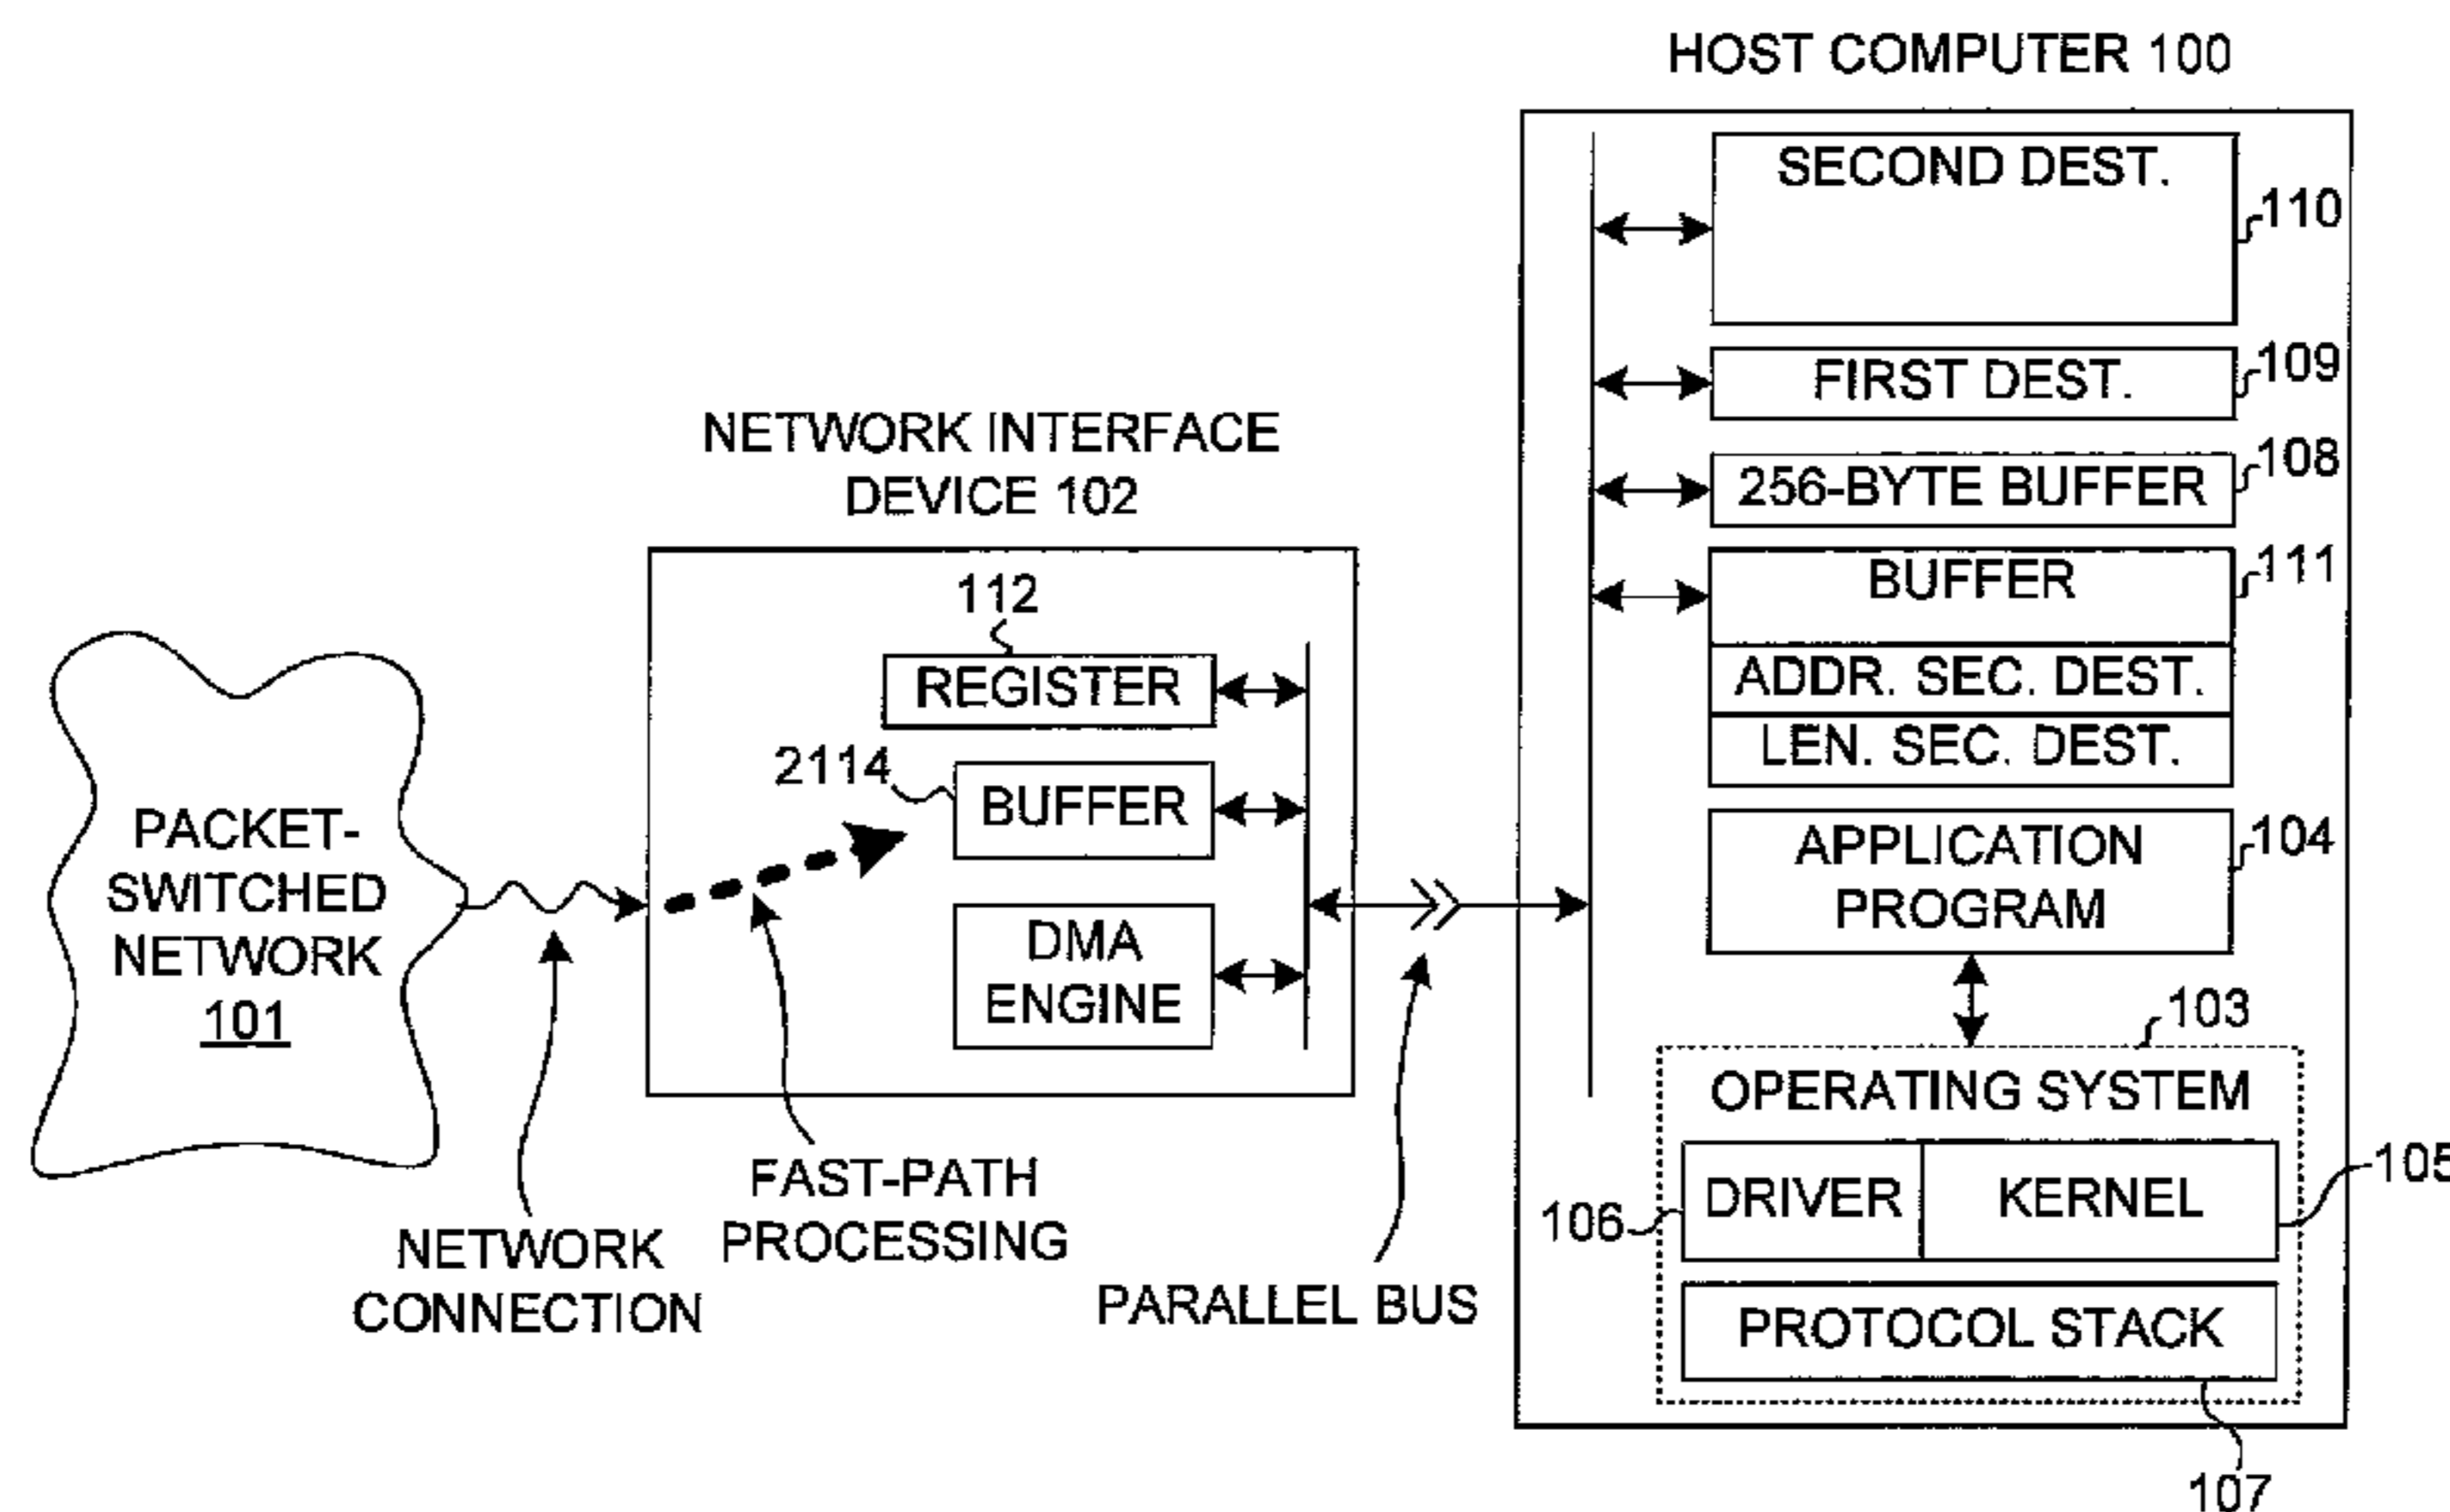 HOST COMPUTER 100
SECOND DEST.
110
FIRST DEST.
109
256-BYTE BUFFER
108
BUFFER
111
ADDR. SEC. DEST.
LEN. SEC. DEST.
APPLICATION
PROGRAM
104
103
OPERATING SYSTEM
DRIVER
KERNEL
105
106
PROTOCOL STACK
107
NETWORK INTERFACE
DEVICE 102
112
REGISTER
2114
BUFFER
DMA
ENGINE
PACKET-
SWITCHED
NETWORK
101
FAST-PATH
PROCESSING
NETWORK
CONNECTION
PARALLEL BUS